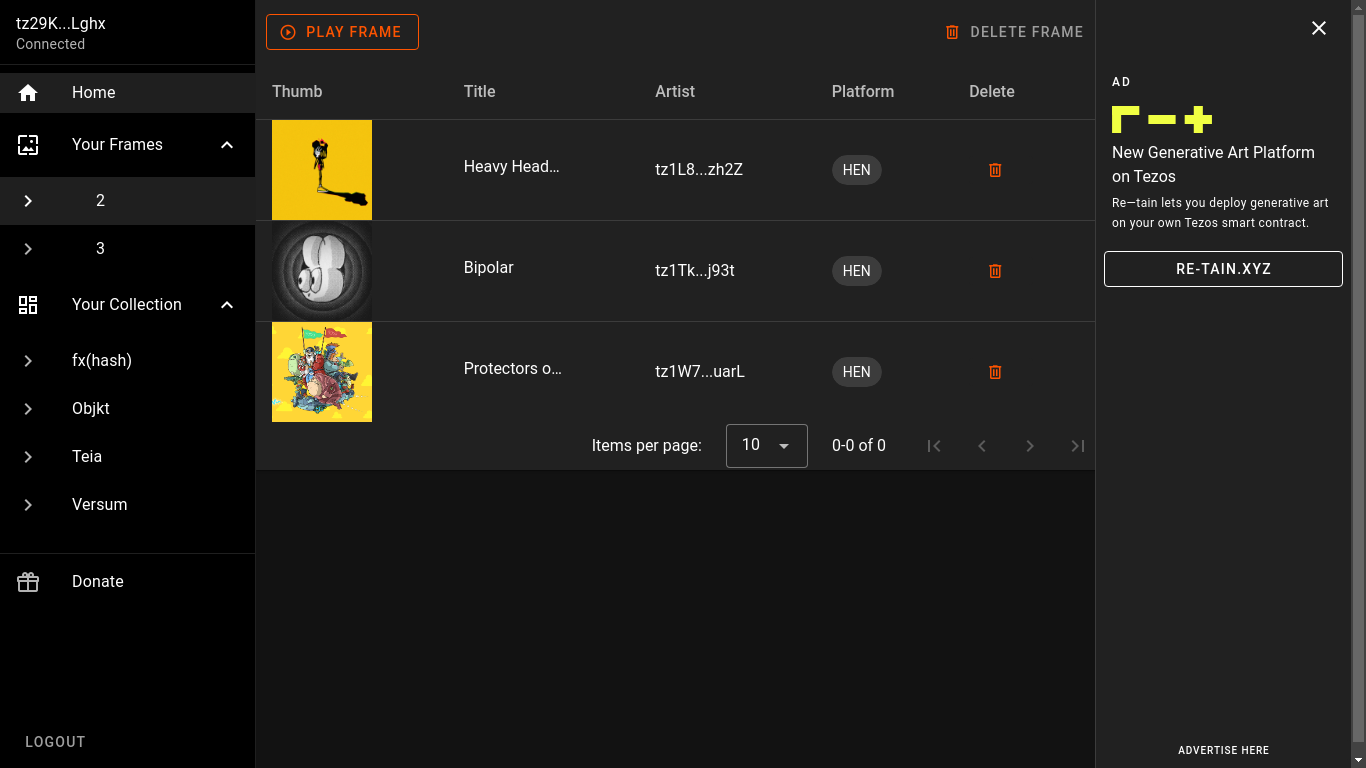 tz29K...Lghx
Connected
Home
Your Frames
2
3
Your Collection
fx(hash)
Objkt
Teia
Versum
Donate
LOGOUT
PLAY FRAME
DELETE FRAME
Thumb Title Artist Platform Delete
Heavy Head... tz1L8...zh2Z HEN
Bipolar tz1Tk...j93t HEN
Protectors o... tz1W7...uarL HEN
Items per page: 10 0-0 of 0
AD
New Generative Art Platform
on Tezos
Re—tain lets you deploy generative art
on your own Tezos smart contract.
RE-TAIN.XYZ
ADVERTISE HERE